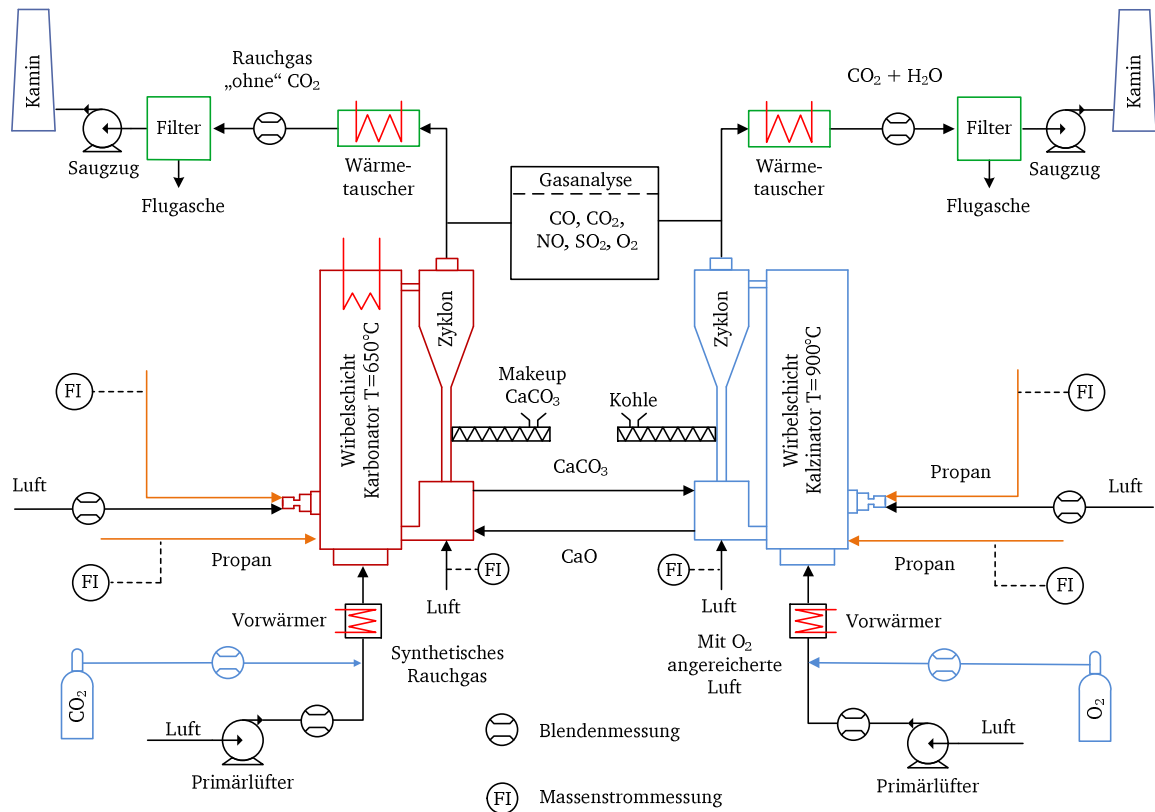 Kamin
Rauchgas
„ohne“ CO₂
Filter
Saugzug
Flugasche
Wärme-
tauscher
Gasanalyse
CO, CO₂,
NO, SO₂, O₂
CO₂ + H₂O
Wärme-
tauscher
Filter
Saugzug
Flugasche
Kamin
Wirbelschicht
Karbonator T=650°C
Zyklon
Makeup
CaCO₃
Kohle
Zyklon
Wirbelschicht
Kalzinator T=900°C
FI
Luft
Propan
FI
CaCO₃
CaO
FI
Luft
FI
Luft
FI
Propan
Luft
Propan
FI
Vorwärmer
Synthetisches
Rauchgas
CO₂
Luft
Primärlüfter
Vorwärmer
Mit O₂
angereicherte
Luft
O₂
Luft
Primärlüfter
Blendenmessung
FI
Massenstrommessung